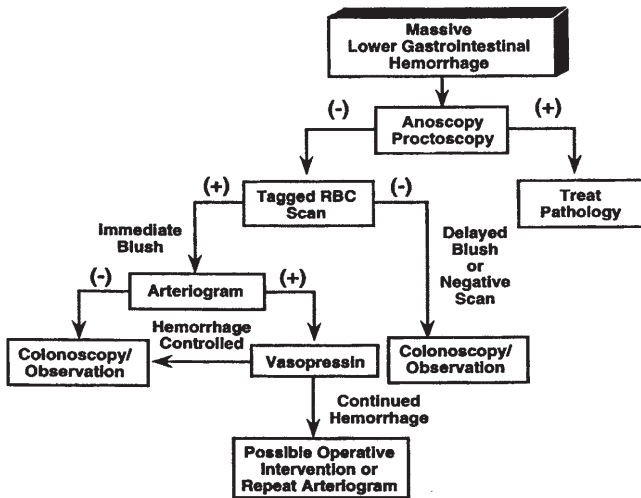 Massive
Lower Gastrointestinal
Hemorrhage
(-)
(+)
Anoscopy
Proctoscopy
(+)
Tagged RBC
Scan
(-)
Treat
Pathology
Immediate
Blush
Delayed
Blush
or
Negative
Scan
(-)
Arteriogram
(+)
Hemorrhage
Controlled
Colonoscopy/
Observation
Vasopressin
Colonoscopy/
Observation
Continued
Hemorrhage
Possible Operative
Intervention or
Repeat Arteriogram